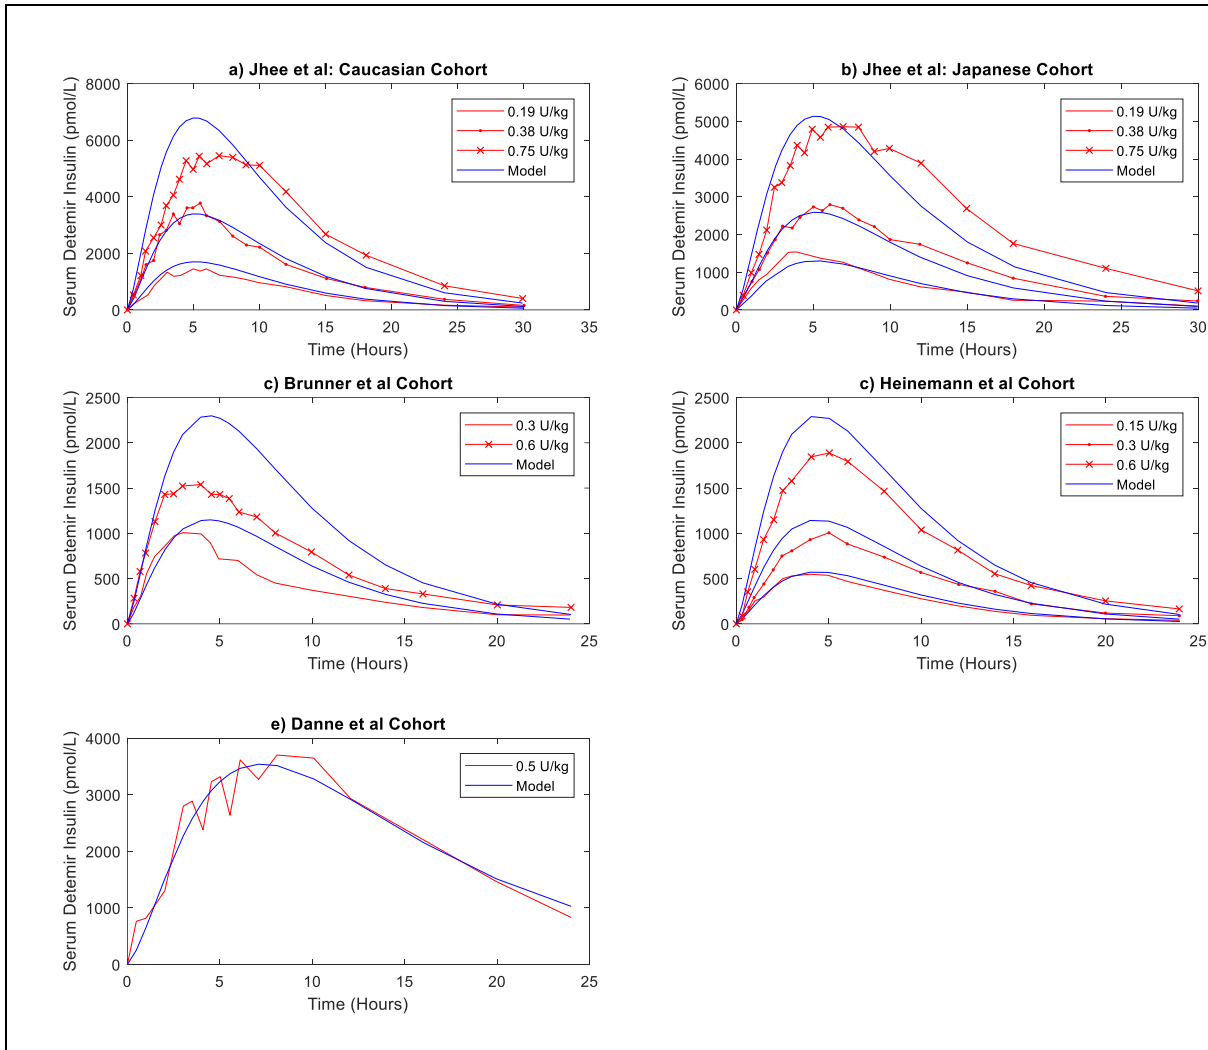 a) Jhee et al: Caucasian Cohort
Serum Detemir Insulin (pmol/L)
8000
6000
4000
2000
0
0 5 10 15 20 25 30 35
Time (Hours)
0.19 U/kg
0.38 U/kg
0.75 U/kg
Model
b) Jhee et al: Japanese Cohort
Serum Detemir Insulin (pmol/L)
6000
5000
4000
3000
2000
1000
0
0 5 10 15 20 25 30
Time (Hours)
0.19 U/kg
0.38 U/kg
0.75 U/kg
Model
c) Brunner et al Cohort
Serum Detemir Insulin (pmol/L)
2500
2000
1500
1000
500
0
0 5 10 15 20 25
Time (Hours)
0.3 U/kg
0.6 U/kg
Model
c) Heinemann et al Cohort
Serum Detemir Insulin (pmol/L)
2500
2000
1500
1000
500
0
0 5 10 15 20 25
Time (Hours)
0.15 U/kg
0.3 U/kg
0.6 U/kg
Model
e) Danne et al Cohort
Serum Detemir Insulin (pmol/L)
4000
3000
2000
1000
0
0 5 10 15 20 25
Time (Hours)
0.5 U/kg
Model